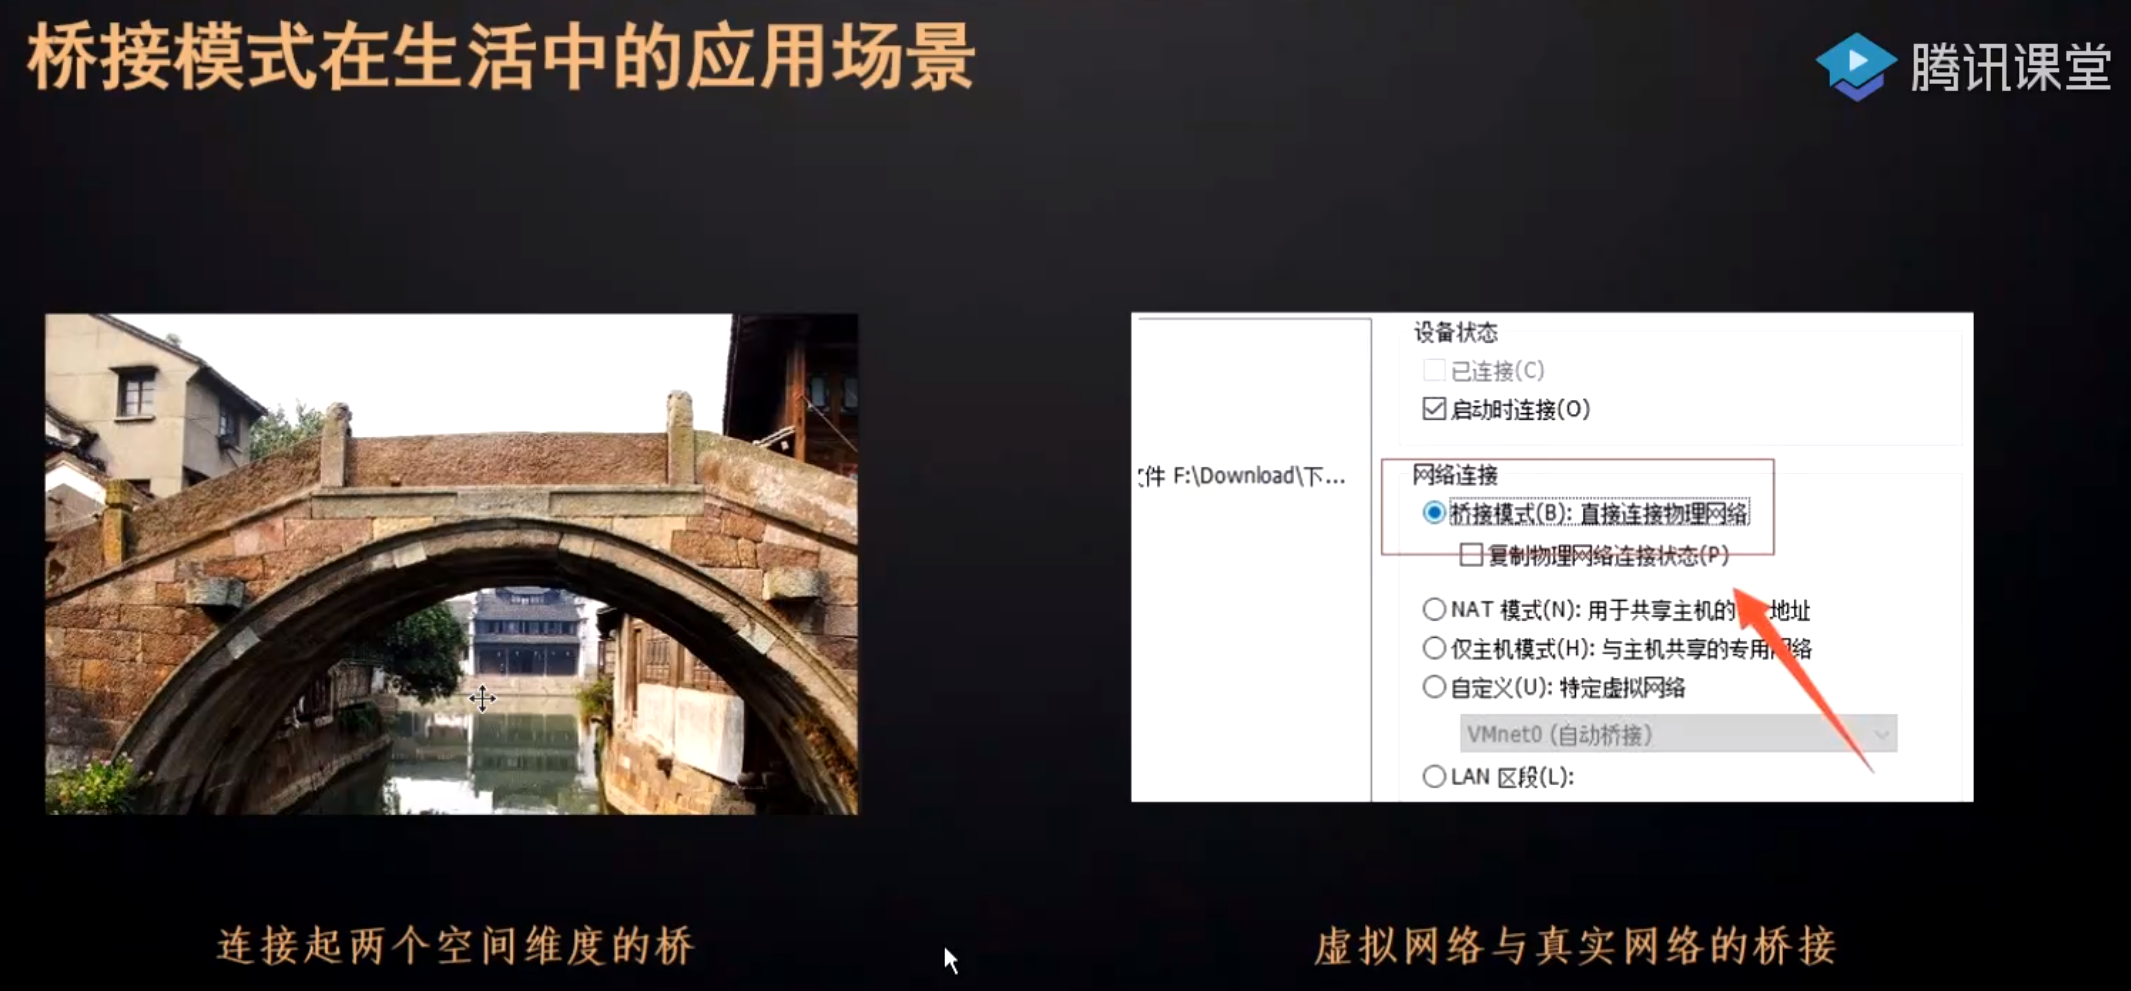 桥接模式在生活中的应用场景
腾讯课堂
设备状态
已连接(C)
启动时连接(O)
件 F:\Download\下...
网络连接
桥接模式(B): 直接连接物理网络
复制物理网络连接状态(P)
NAT 模式(N): 用于共享主机的 地址
仅主机模式(H): 与主机共享的专用网络
自定义(U): 特定虚拟网络
VMnet0 (自动桥接)
LAN 区段(L):
连接起两个空间维度的桥
虚拟网络与真实网络的桥接